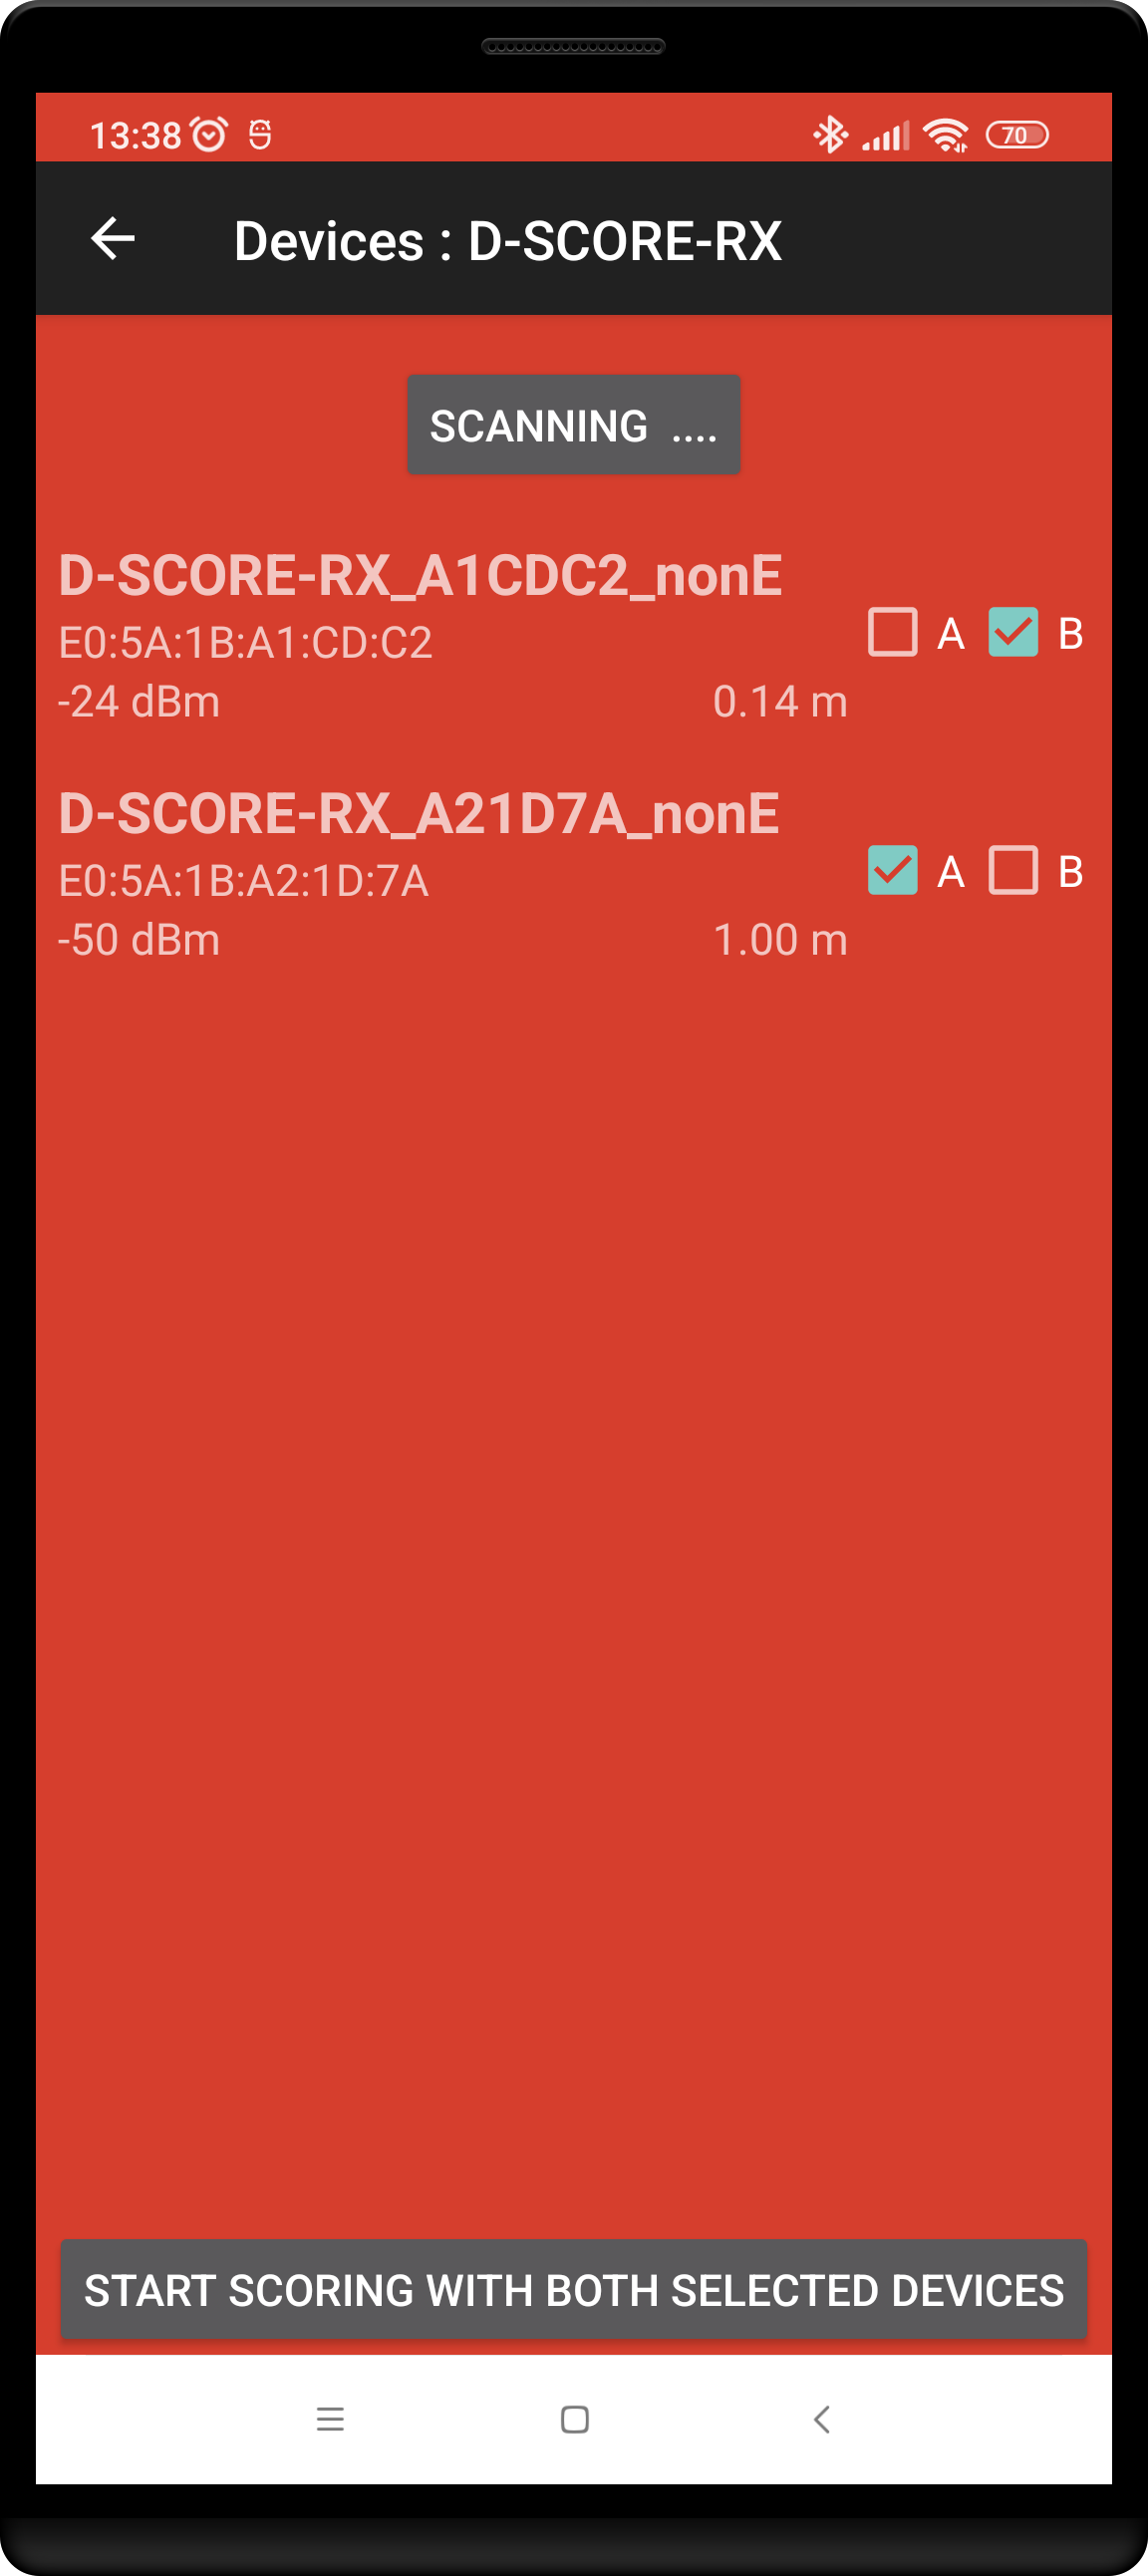 13:38 70
Devices : D-SCORE-RX
SCANNING ....
D-SCORE-RX_A1CDC2_nonE
E0:5A:1B:A1:CD:C2
A B
-24 dBm 0.14 m
D-SCORE-RX_A21D7A_nonE
E0:5A:1B:A2:1D:7A
A B
-50 dBm 1.00 m
START SCORING WITH BOTH SELECTED DEVICES